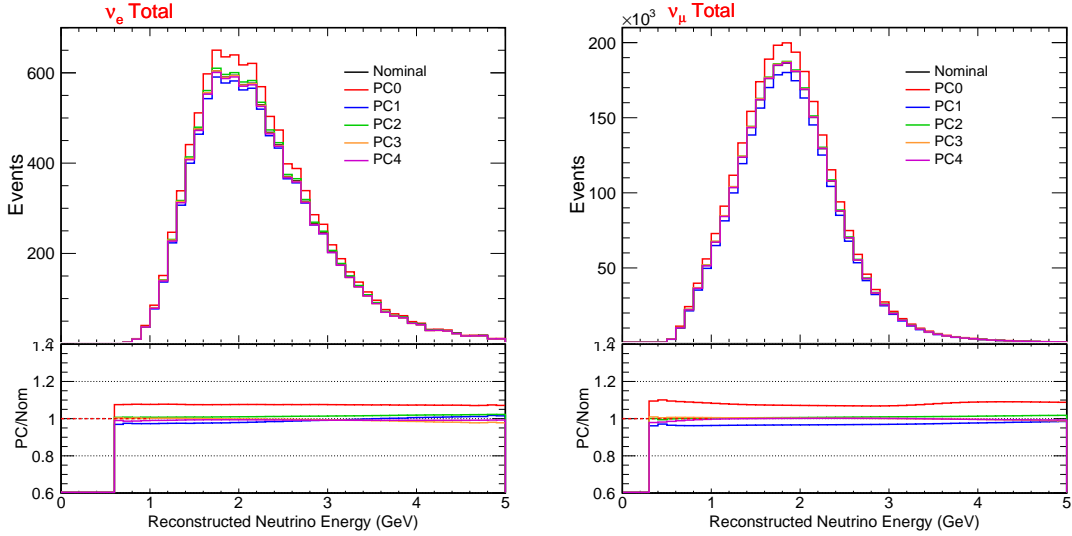 νe Total
Events
600
400
200
Nominal
PC0
PC1
PC2
PC3
PC4
PC/Nom
1.4
1.2
1
0.8
0.6
0 1 2 3 4 5
Reconstructed Neutrino Energy (GeV)
νμ Total
×10³
Events
200
150
100
50
0
Nominal
PC0
PC1
PC2
PC3
PC4
PC/Nom
1.4
1.2
1
0.8
0.6
0 1 2 3 4 5
Reconstructed Neutrino Energy (GeV)